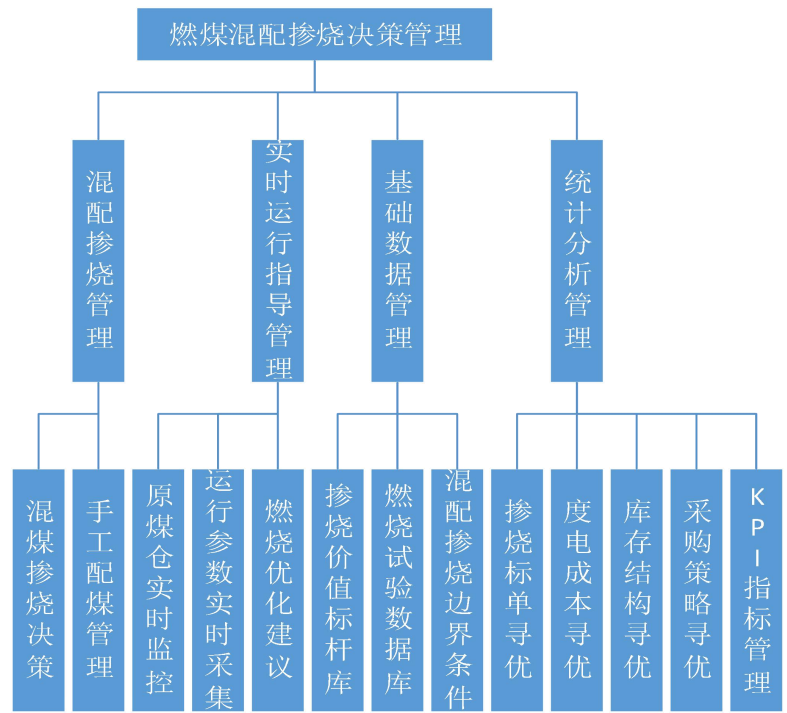 燃煤混配掺烧决策管理
混配掺烧管理
实时运行指导管理
基础数据管理
统计分析管理
混煤掺烧决策
手工配煤管理
原煤仓实时监控
运行参数实时采集
燃烧优化建议
掺烧价值标杆库
燃烧试验数据库
混配掺烧边界条件
掺烧标单寻优
度电成本寻优
库存结构寻优
采购策略寻优
KPI指标管理